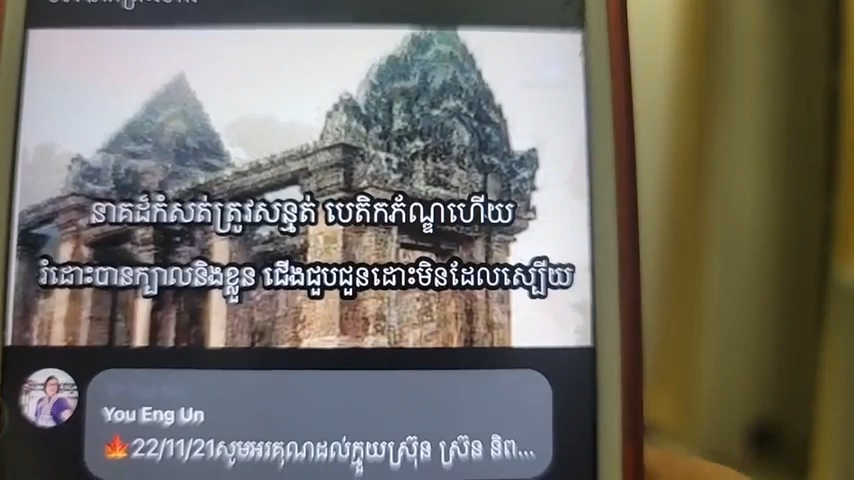 នាគដ៏កំសត់ត្រូវសន្មត់ បេតិកភ័ណ្ឌហើយ
រំដោះបានក្បាលនិងខ្លួន ជើងជួបជួនដោះមិនដែលស្បើយ
You Eng Un
🍁22/11/21សូមអរគុណដល់ក្មួយស្រ៊ុន ស្រ៊ន និព...